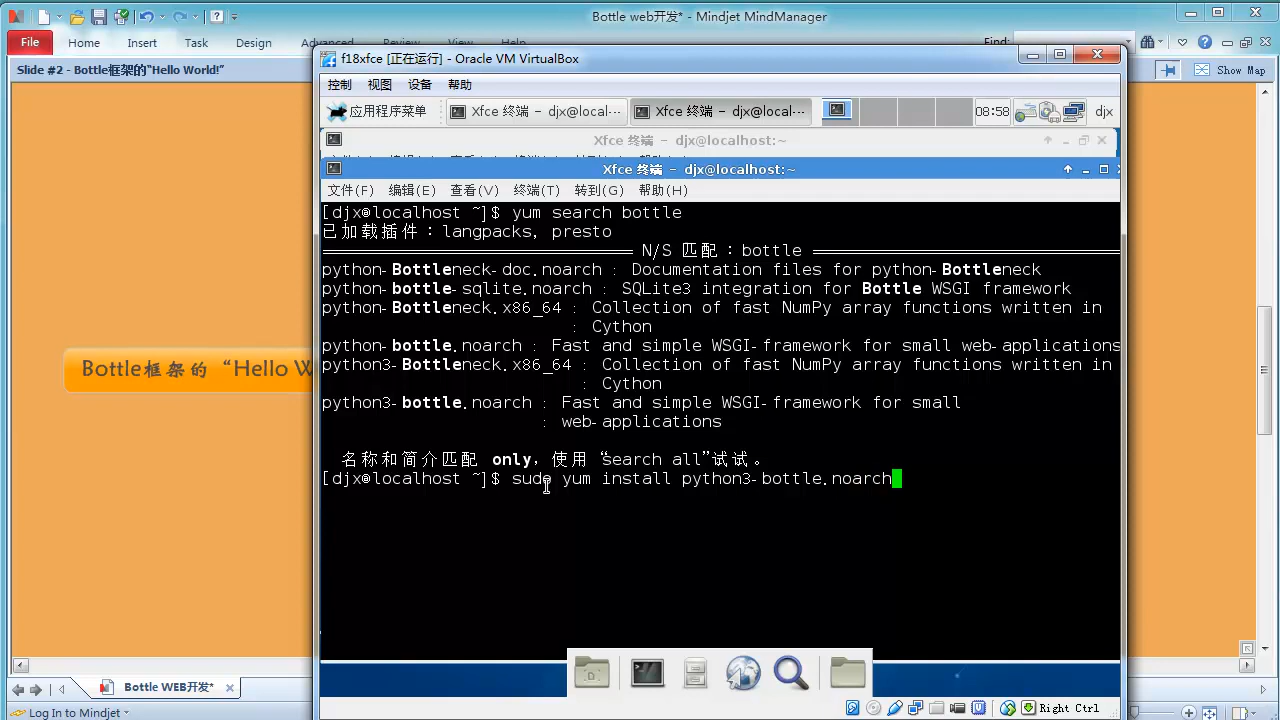 Bottle web开发* - Mindjet MindManager
File Home Insert Task Design Review View Help Find:
Slide #2 - Bottle框架的“Hello World!”
Show Map
f18xfce [正在运行] - Oracle VM VirtualBox
控制 视图 设备 帮助
应用程序菜单 Xfce 终端 - djx@local··· Xfce 终端 - djx@local··· 08:58 djx
Xfce 终端 - djx@localhost:~
Xfce 终端 - djx@localhost:~
文件(F) 编辑(E) 查看(V) 终端(T) 转到(G) 帮助(H)
[djx@localhost ~]$ yum search bottle
已加载插件：langpacks, presto
N/S 匹配：bottle
python-Bottleneck-doc.noarch : Documentation files for python-Bottleneck
python-bottle-sqlite.noarch : SQLite3 integration for Bottle WSGI framework
python-Bottleneck.x86_64 : Collection of fast NumPy array functions written in
: Cython
python-bottle.noarch : Fast and simple WSGI-framework for small web-applications
python3-Bottleneck.x86_64 : Collection of fast NumPy array functions written in
: Cython
python3-bottle.noarch : Fast and simple WSGI-framework for small
: web-applications
名称和简介匹配 only，使用“search all”试试。
[djx@localhost ~]$ sudo yum install python3-bottle.noarch
Bottle框架的“Hello W
Bottle WEB开发*
Right Ctrl
Log In to Mindjet